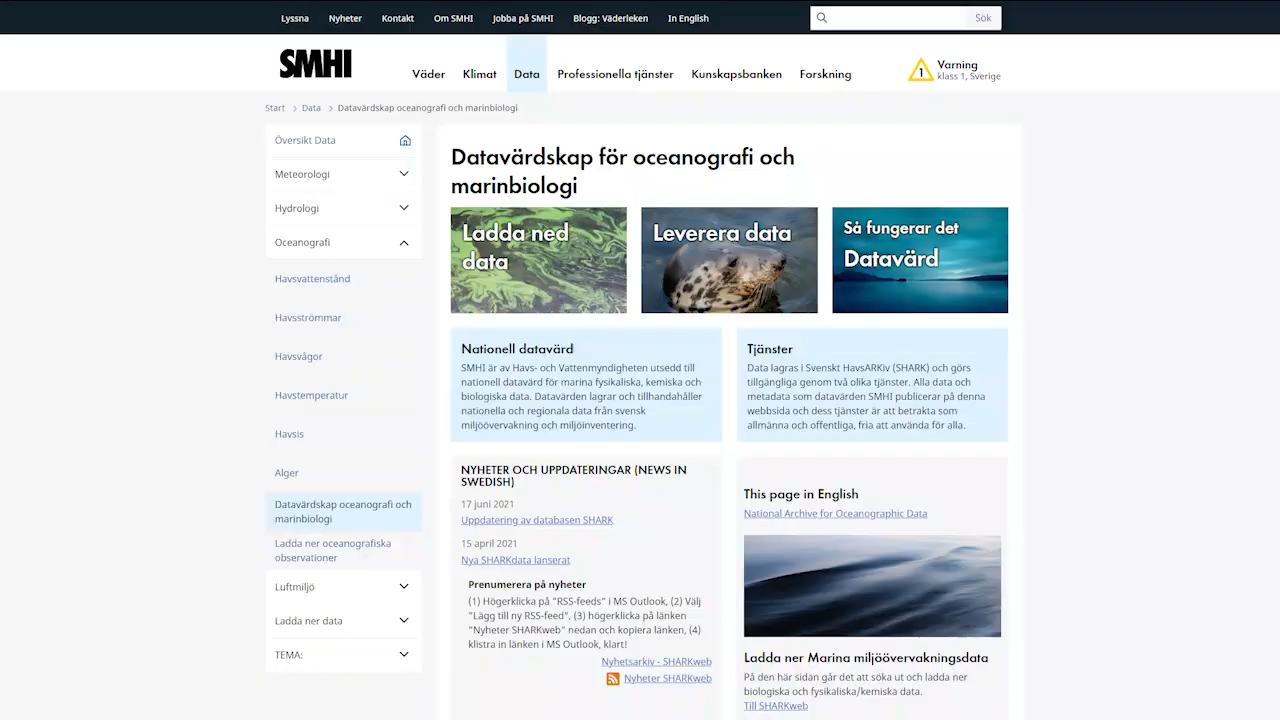 Lyssna Nyheter Kontakt Om SMHI Jobba på SMHI Blogg: Väderleken In English Sök
SMHI
Väder Klimat Data Professionella tjänster Kunskapsbanken Forskning
1 Varning
klass 1, Sverige
Start Data Datavärdskap oceanografi och marinbiologi
Översikt Data
Meteorologi
Hydrologi
Oceanografi
Havsvattenstånd
Havsströmmar
Havsvågor
Havstemperatur
Havsis
Alger
Datavärdskap oceanografi och
marinbiologi
Ladda ner oceanografiska
observationer
Luftmiljö
Ladda ner data
TEMA:
Datavärdskap för oceanografi och
marinbiologi
Ladda ned
data
Leverera data
Så fungerar det
Datavärd
Nationell datavärd
SMHI är av Havs- och Vattenmyndigheten utsedd till
nationell datavärd för marina fysikaliska, kemiska och
biologiska data. Datavärden lagrar och tillhandahåller
nationella och regionala data från svensk
miljöövervakning och miljöinventering.
Tjänster
Data lagras i Svenskt HavsARKiv (SHARK) och görs
tillgängliga genom två olika tjänster. Alla data och
metadata som datavärden SMHI publicerar på denna
webbsida och dess tjänster är att betrakta som
allmänna och offentliga, fria att använda för alla.
NYHETER OCH UPPDATERINGAR (NEWS IN
SWEDISH)
17 juni 2021
Uppdatering av databasen SHARK
15 april 2021
Nya SHARKdata lanserat
Prenumerera på nyheter
(1) Högerklicka på "RSS-feeds" i MS Outlook, (2) Välj
"Lägg till ny RSS-feed", (3) högerklicka på länken
"Nyheter SHARKweb" nedan och kopiera länken, (4)
klistra in länken i MS Outlook, klart!
Nyhetsarkiv - SHARKweb
Nyheter SHARKweb
This page in English
National Archive for Oceanographic Data
Ladda ner Marina miljöövervakningsdata
På den här sidan går det att söka ut och ladda ner
biologiska och fysikaliska/kemiska data.
Till SHARKweb